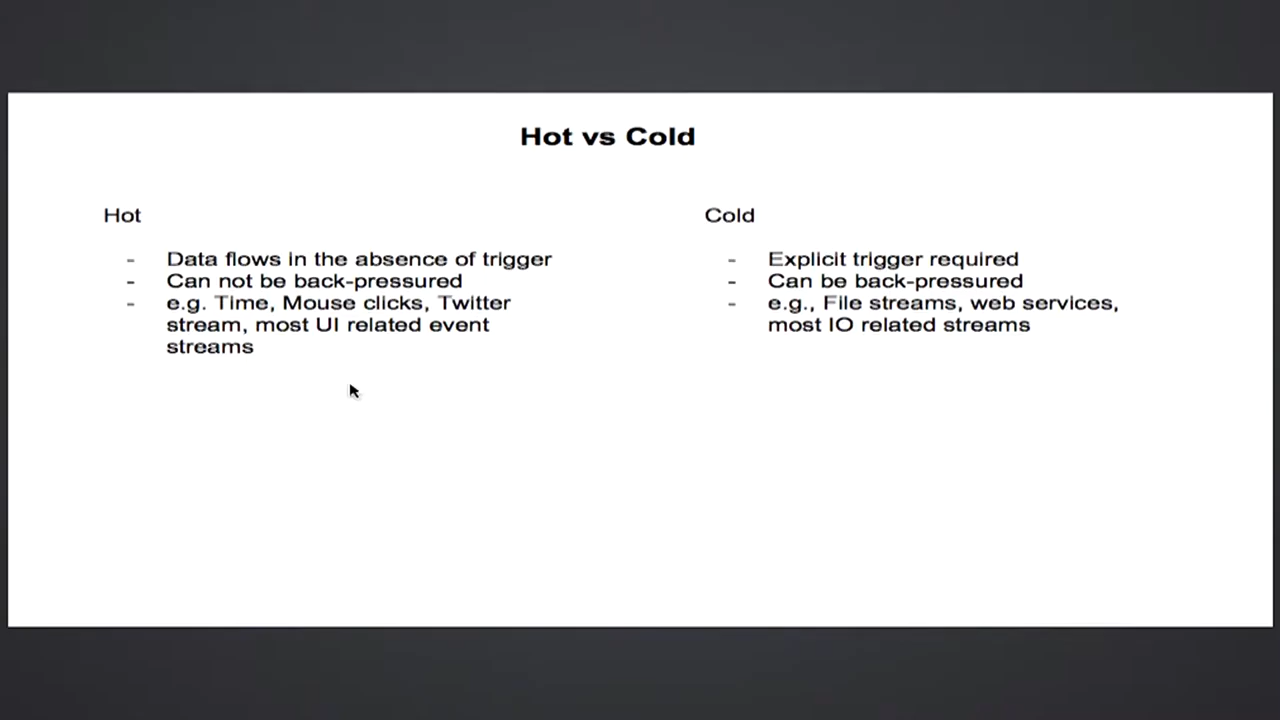 Hot vs Cold
Hot
- Data flows in the absence of trigger
- Can not be back-pressured
- e.g. Time, Mouse clicks, Twitter
stream, most UI related event
streams
Cold
- Explicit trigger required
- Can be back-pressured
- e.g., File streams, web services,
most IO related streams